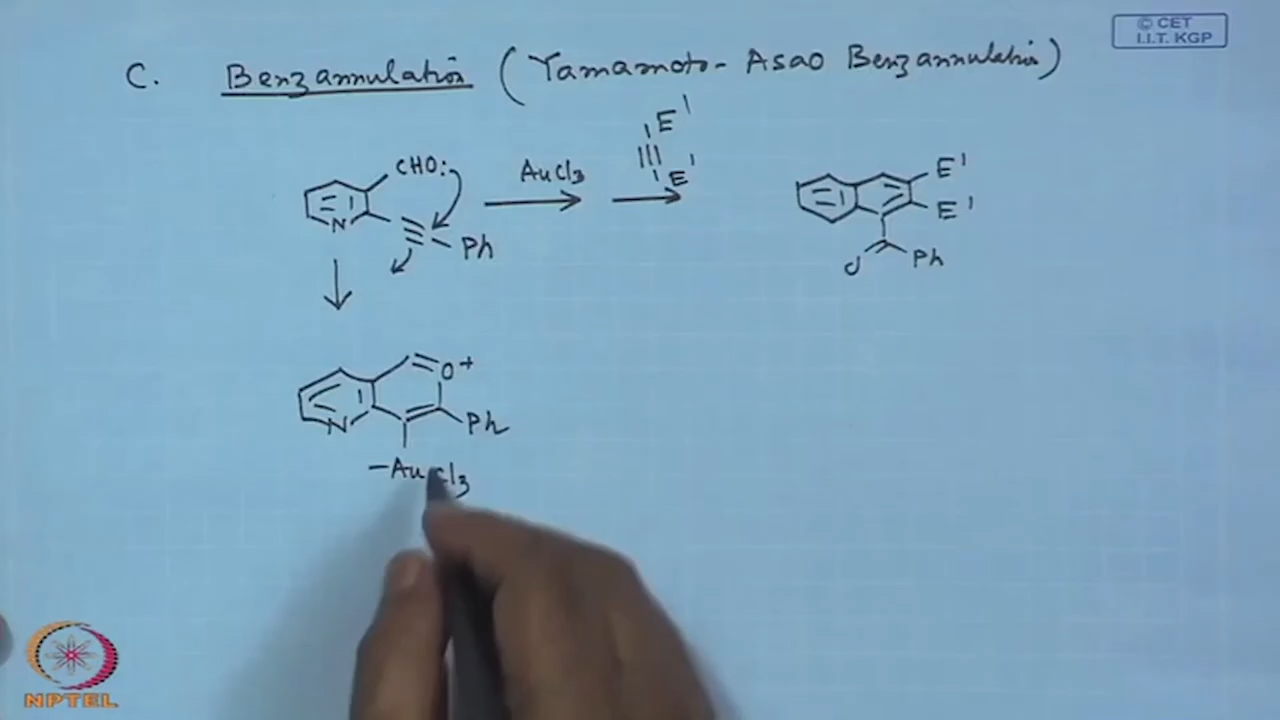 © CET
I.I.T. KGP
C. Benzannulation (Yamamoto-Asao Benzannulation)
E'
CHO:
AuCl3
E'
E'
N
Ph
E'
O
Ph
O+
N
Ph
-AuCl3
NPTEL